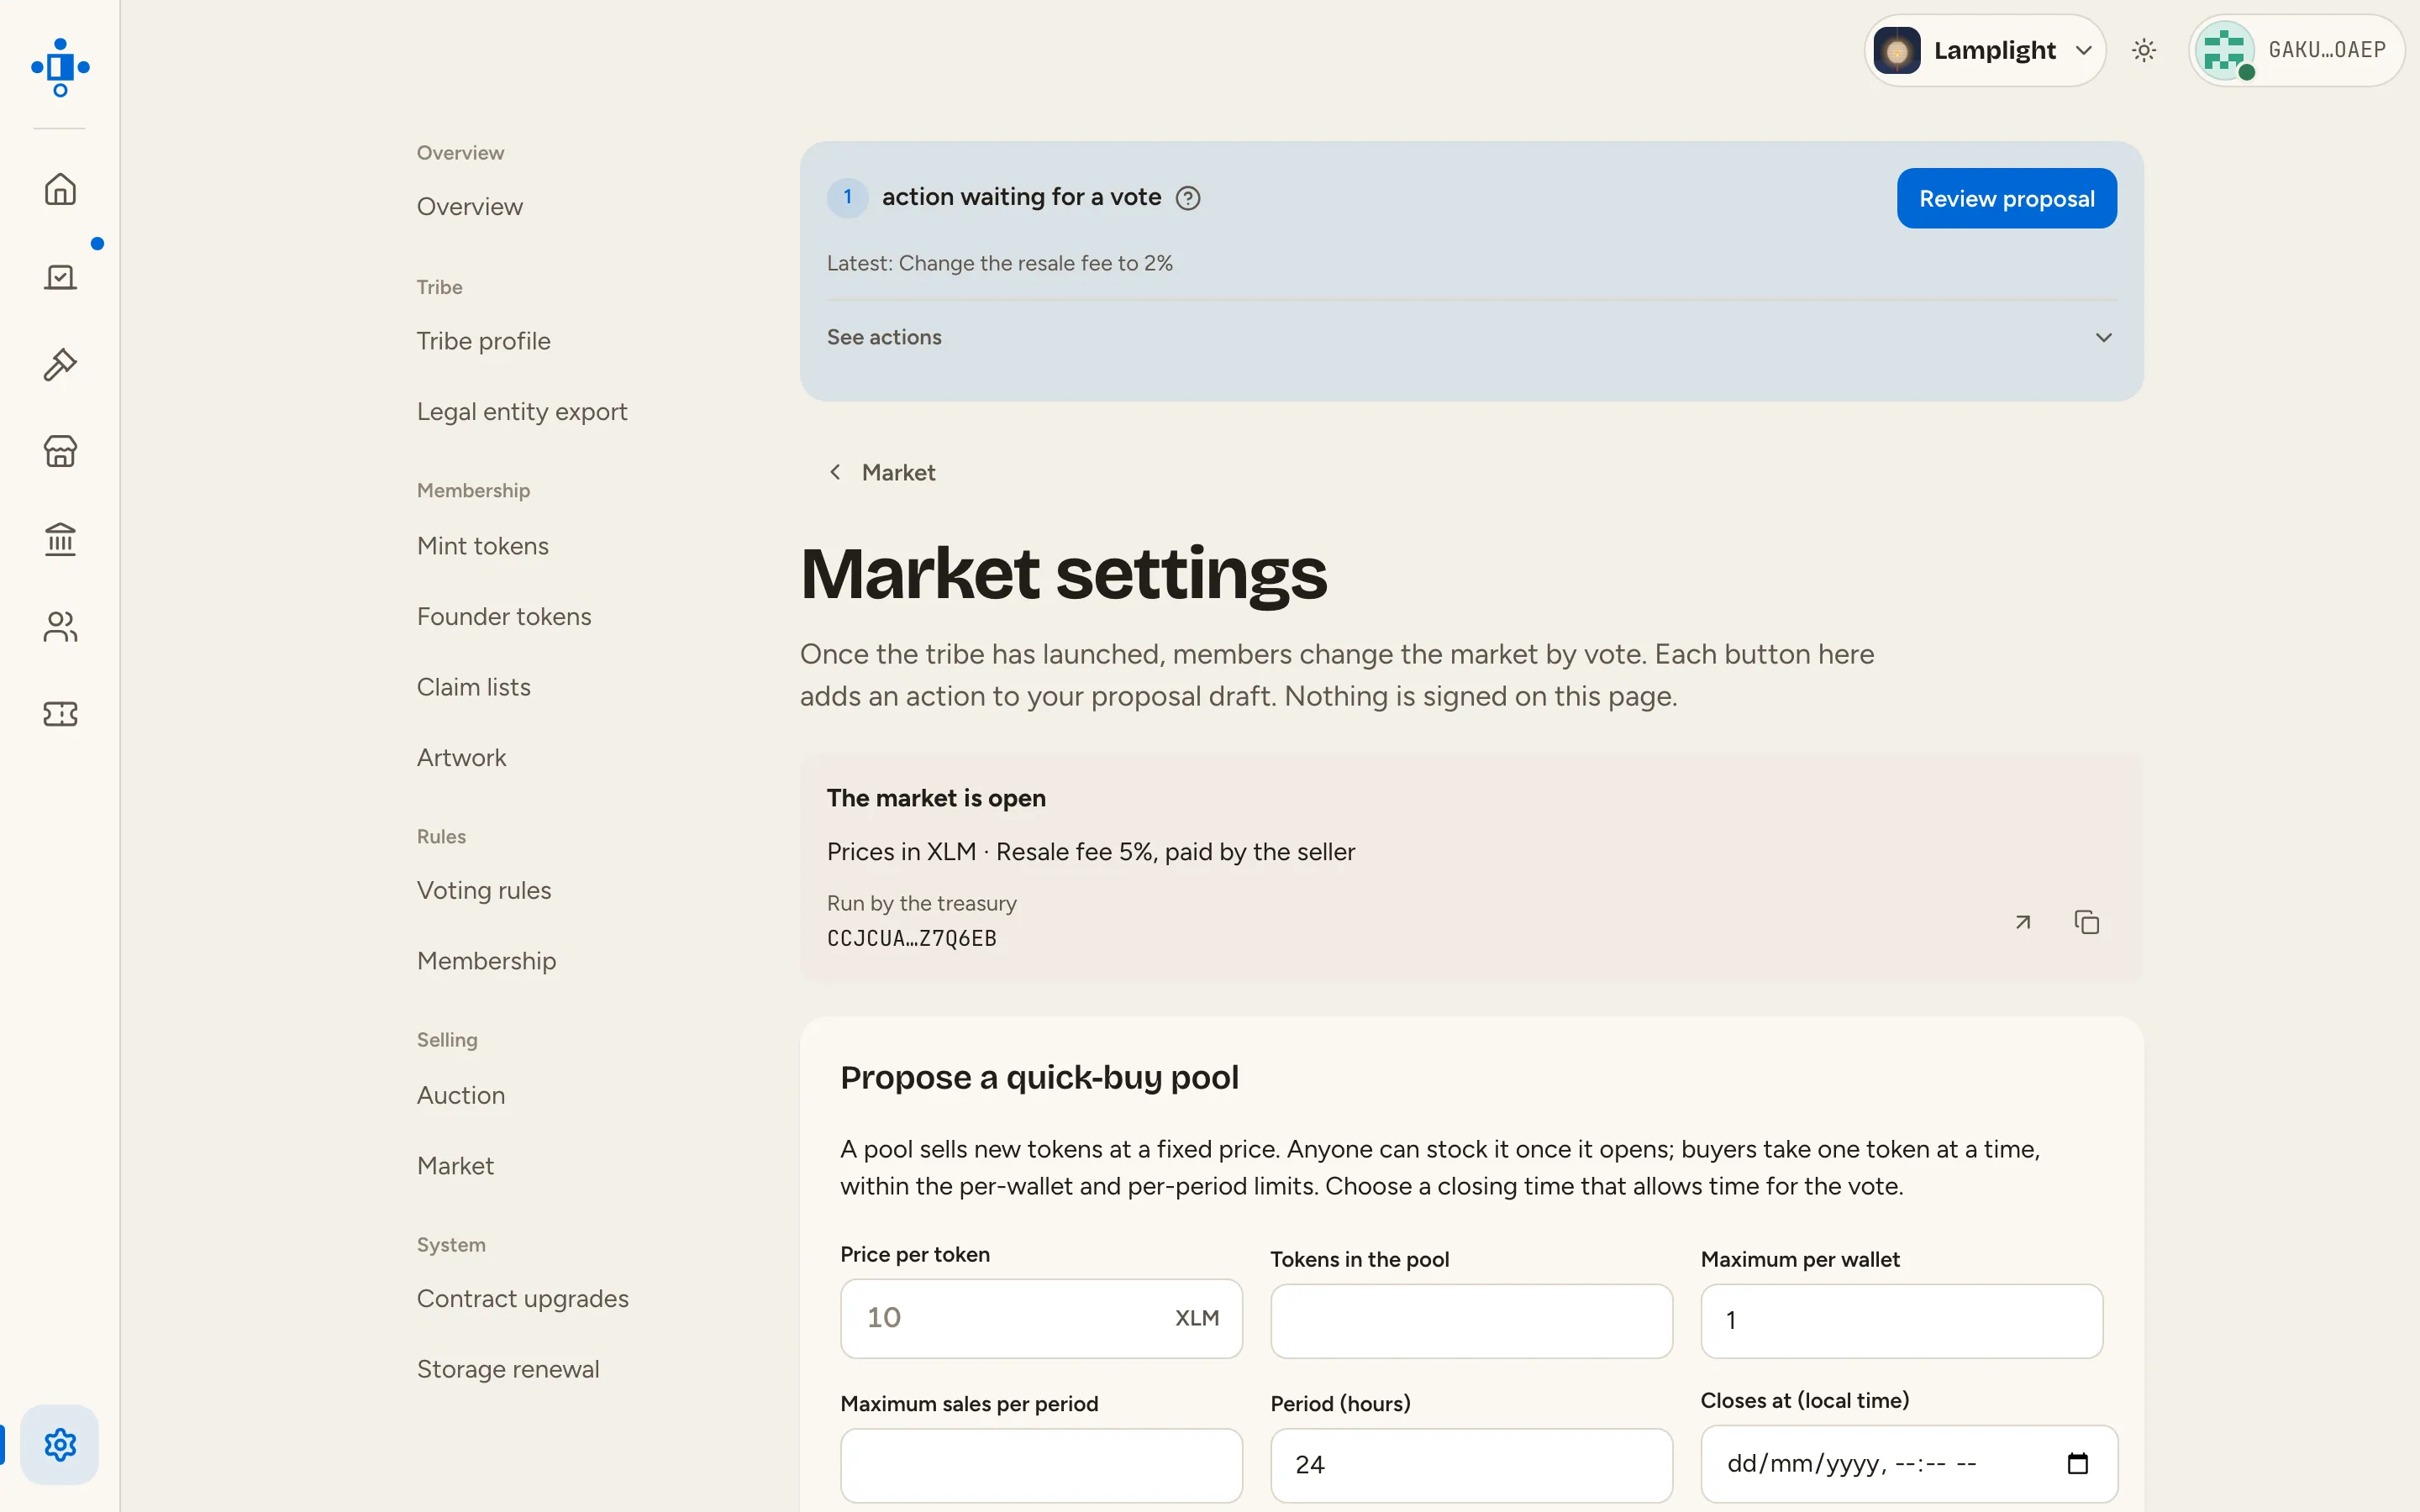 Lamplight
GAKU…OAEP
Overview
Overview
Tribe
Tribe profile
Legal entity export
Membership
Mint tokens
Founder tokens
Claim lists
Artwork
Rules
Voting rules
Membership
Selling
Auction
Market
System
Contract upgrades
Storage renewal
1 action waiting for a vote
Review proposal
Latest: Change the resale fee to 2%
See actions
Market
Market settings
Once the tribe has launched, members change the market by vote. Each button here
adds an action to your proposal draft. Nothing is signed on this page.
The market is open
Prices in XLM · Resale fee 5%, paid by the seller
Run by the treasury
CCJCUA…Z7Q6EB
Propose a quick-buy pool
A pool sells new tokens at a fixed price. Anyone can stock it once it opens; buyers take one token at a time,
within the per-wallet and per-period limits. Choose a closing time that allows time for the vote.
Price per token
10 XLM
Tokens in the pool
Maximum per wallet
1
Maximum sales per period
Period (hours)
24
Closes at (local time)
dd/mm/yyyy, --:-- --